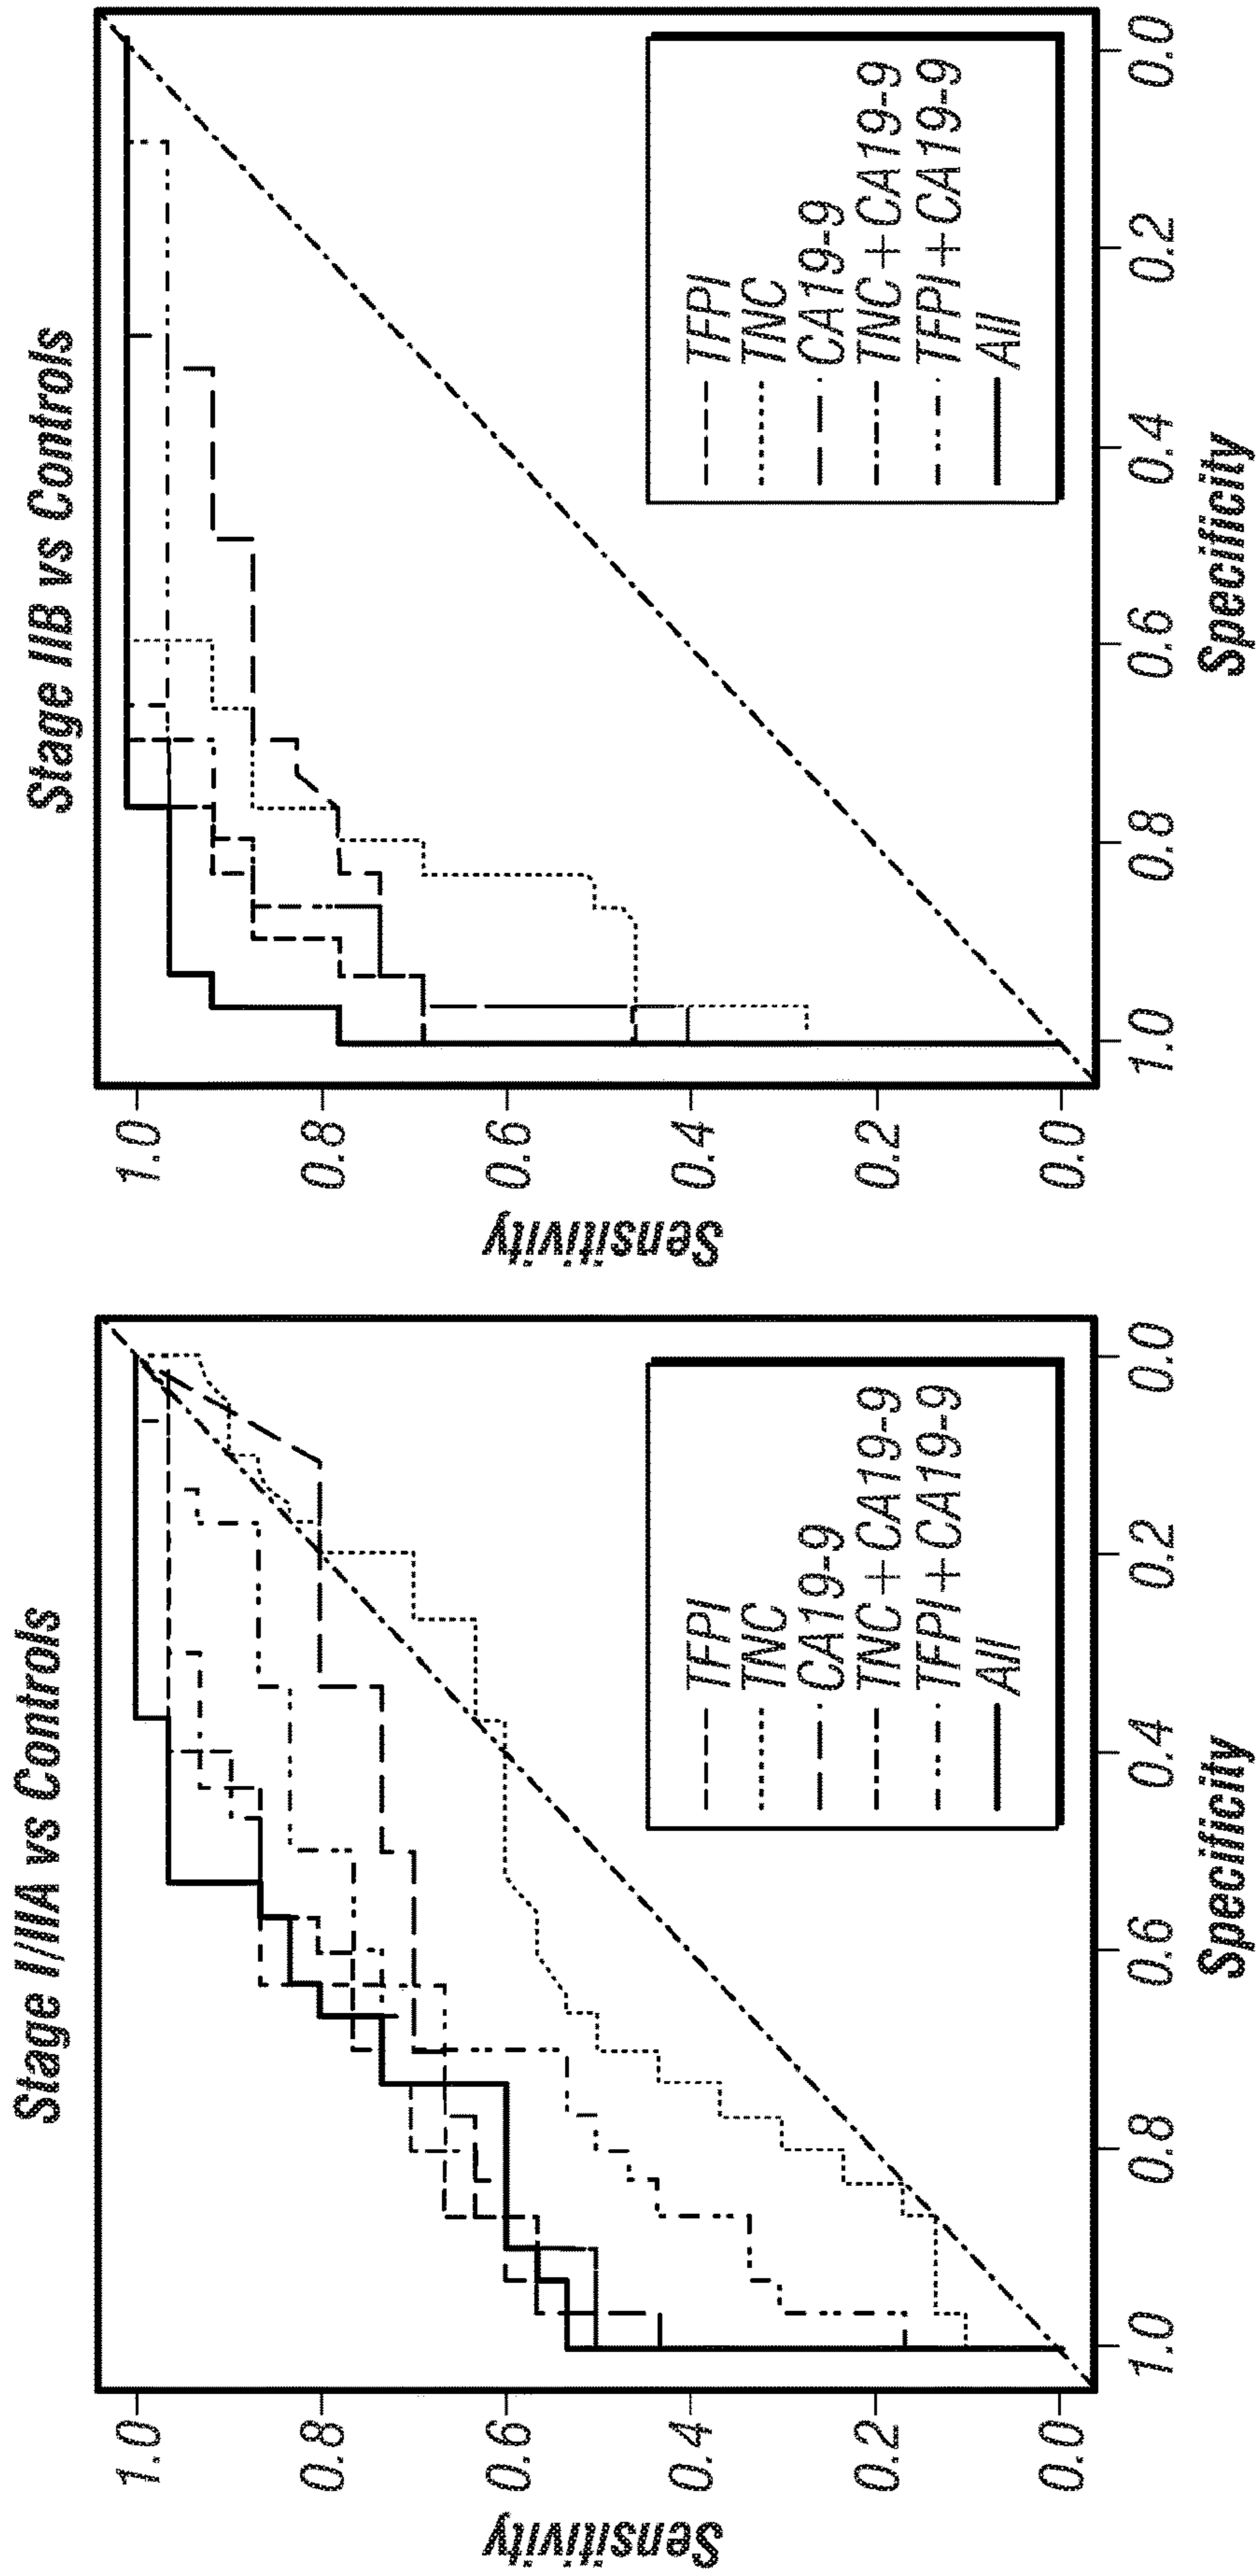 Stage I/IIA vs Controls
Sensitivity
1.0
0.8
0.6
0.4
0.2
0.0
TFPI
TNC
CA19-9
TNC+CA19-9
TFPI+CA19-9
All
1.0 0.8 0.6 0.4 0.2 0.0
Specificity
Stage IIB vs Controls
Sensitivity
1.0
0.8
0.6
0.4
0.2
0.0
TFPI
TNC
CA19-9
TNC+CA19-9
TFPI+CA19-9
All
1.0 0.8 0.6 0.4 0.2 0.0
Specificity